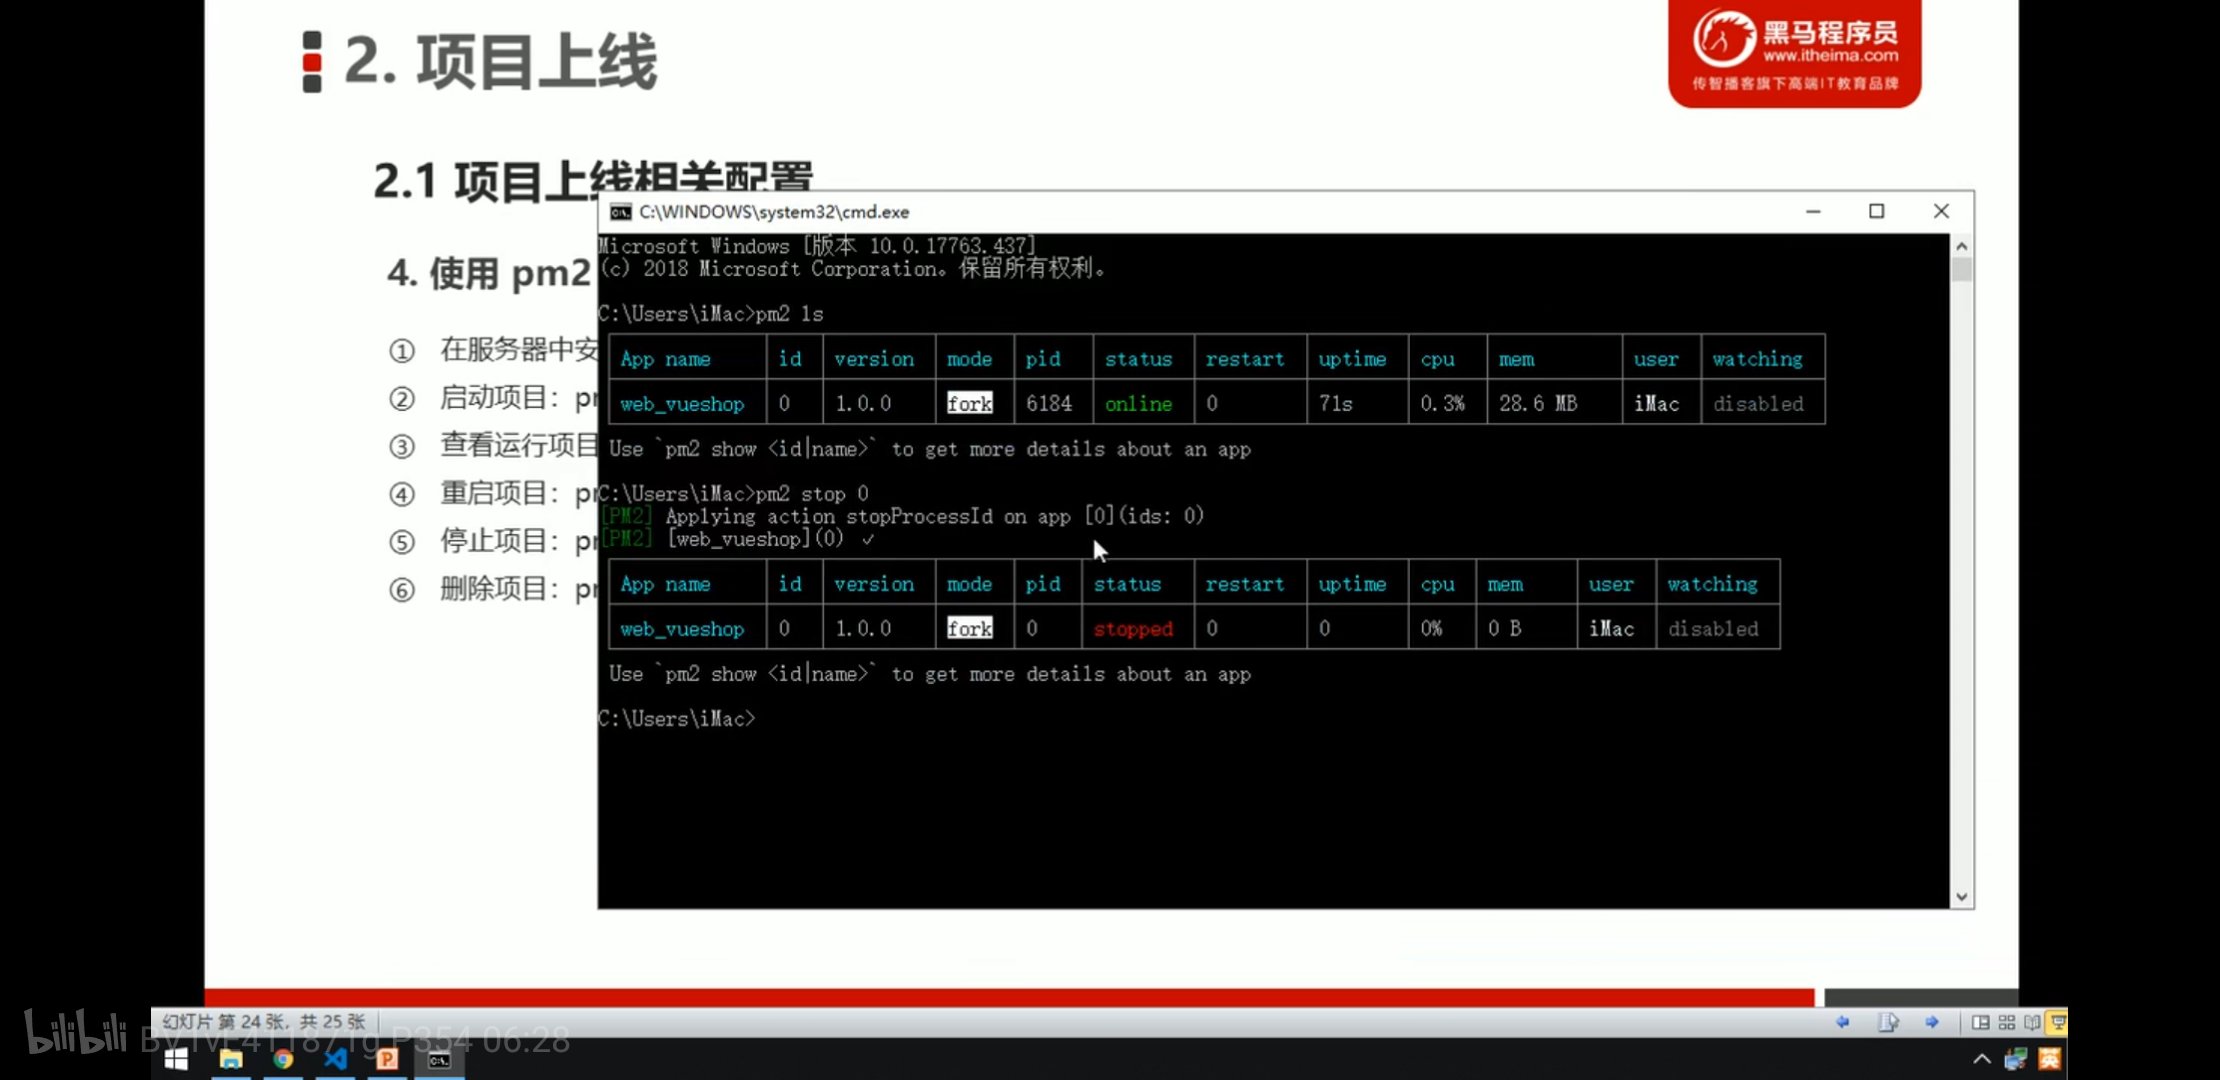 2. 项目上线
黑马程序员
www.itheima.com
传智播客旗下高端IT教育品牌
2.1 项目上线相关配置
4. 使用 pm2
① 在服务器中安
② 启动项目：
③ 查看运行项目
④ 重启项目：
⑤ 停止项目：
⑥ 删除项目：
C:\WINDOWS\system32\cmd.exe
Microsoft Windows [版本 10.0.17763.437]
(c) 2018 Microsoft Corporation。保留所有权利。
C:\Users\iMac>pm2 ls
App name id version mode pid status restart uptime cpu mem user watching
web_vueshop 0 1.0.0 fork 6184 online 0 71s 0.3% 28.6 MB iMac disabled
Use `pm2 show <id|name>` to get more details about an app
C:\Users\iMac>pm2 stop 0
[PM2] Applying action stopProcessId on app [0](ids: 0)
[PM2] [web_vueshop](0) ✓
App name id version mode pid status restart uptime cpu mem user watching
web_vueshop 0 1.0.0 fork 0 stopped 0 0 0% 0 B iMac disabled
Use `pm2 show <id|name>` to get more details about an app
C:\Users\iMac>
幻灯片 第 24 张，共 25 张
bilibili P354 06:28
英